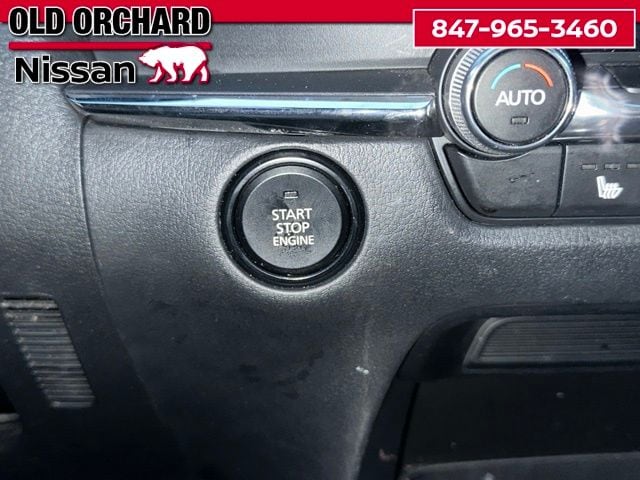 OLD ORCHARD
Nissan
847-965-3460
AUTO
START
STOP
ENGINE